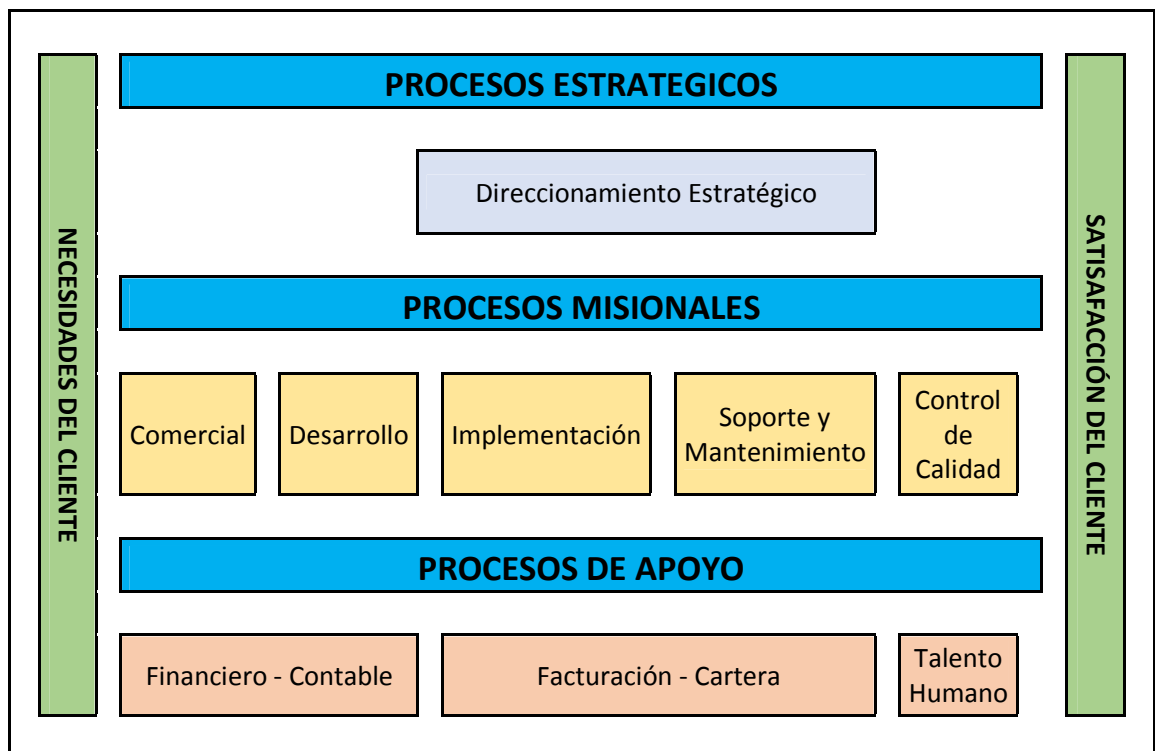 NECESIDADES DEL CLIENTE
PROCESOS ESTRATEGICOS
Direccionamiento Estratégico
PROCESOS MISIONALES
Comercial
Desarrollo
Implementación
Soporte y
Mantenimiento
Control
de
Calidad
PROCESOS DE APOYO
Financiero - Contable
Facturación - Cartera
Talento
Humano
SATISAFACCIÓN DEL CLIENTE